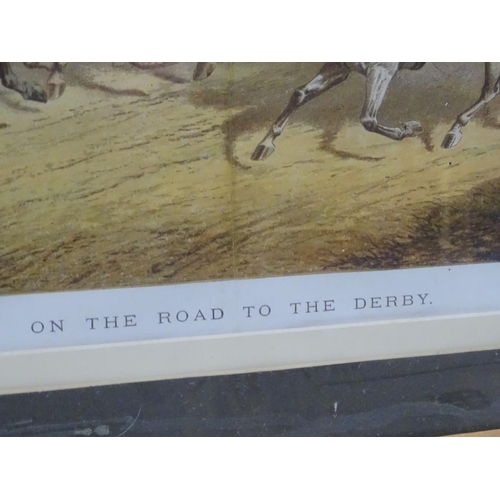 ON THE ROAD TO THE DERBY.